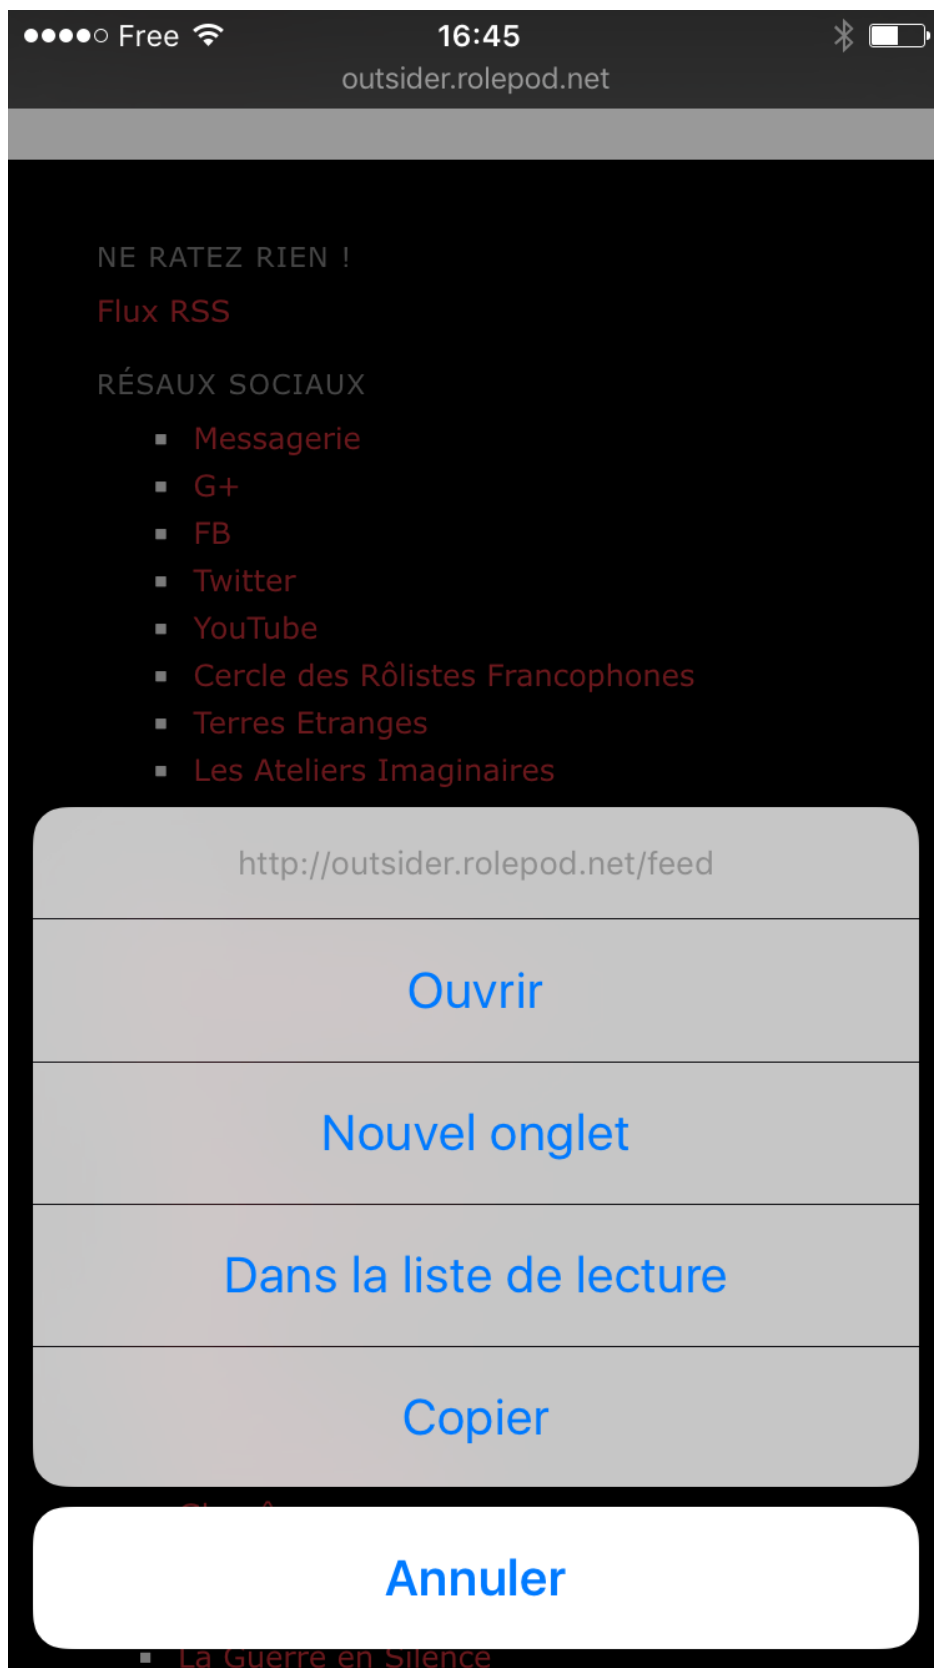 Free 16:45
outsider.rolepod.net
NE RATEZ RIEN !
Flux RSS
RÉSAUX SOCIAUX
Messagerie
G+
FB
Twitter
YouTube
Cercle des Rôlistes Francophones
Terres Etranges
Les Ateliers Imaginaires
http://outsider.rolepod.net/feed
Ouvrir
Nouvel onglet
Dans la liste de lecture
Copier
Annuler
La Guerre en Silence